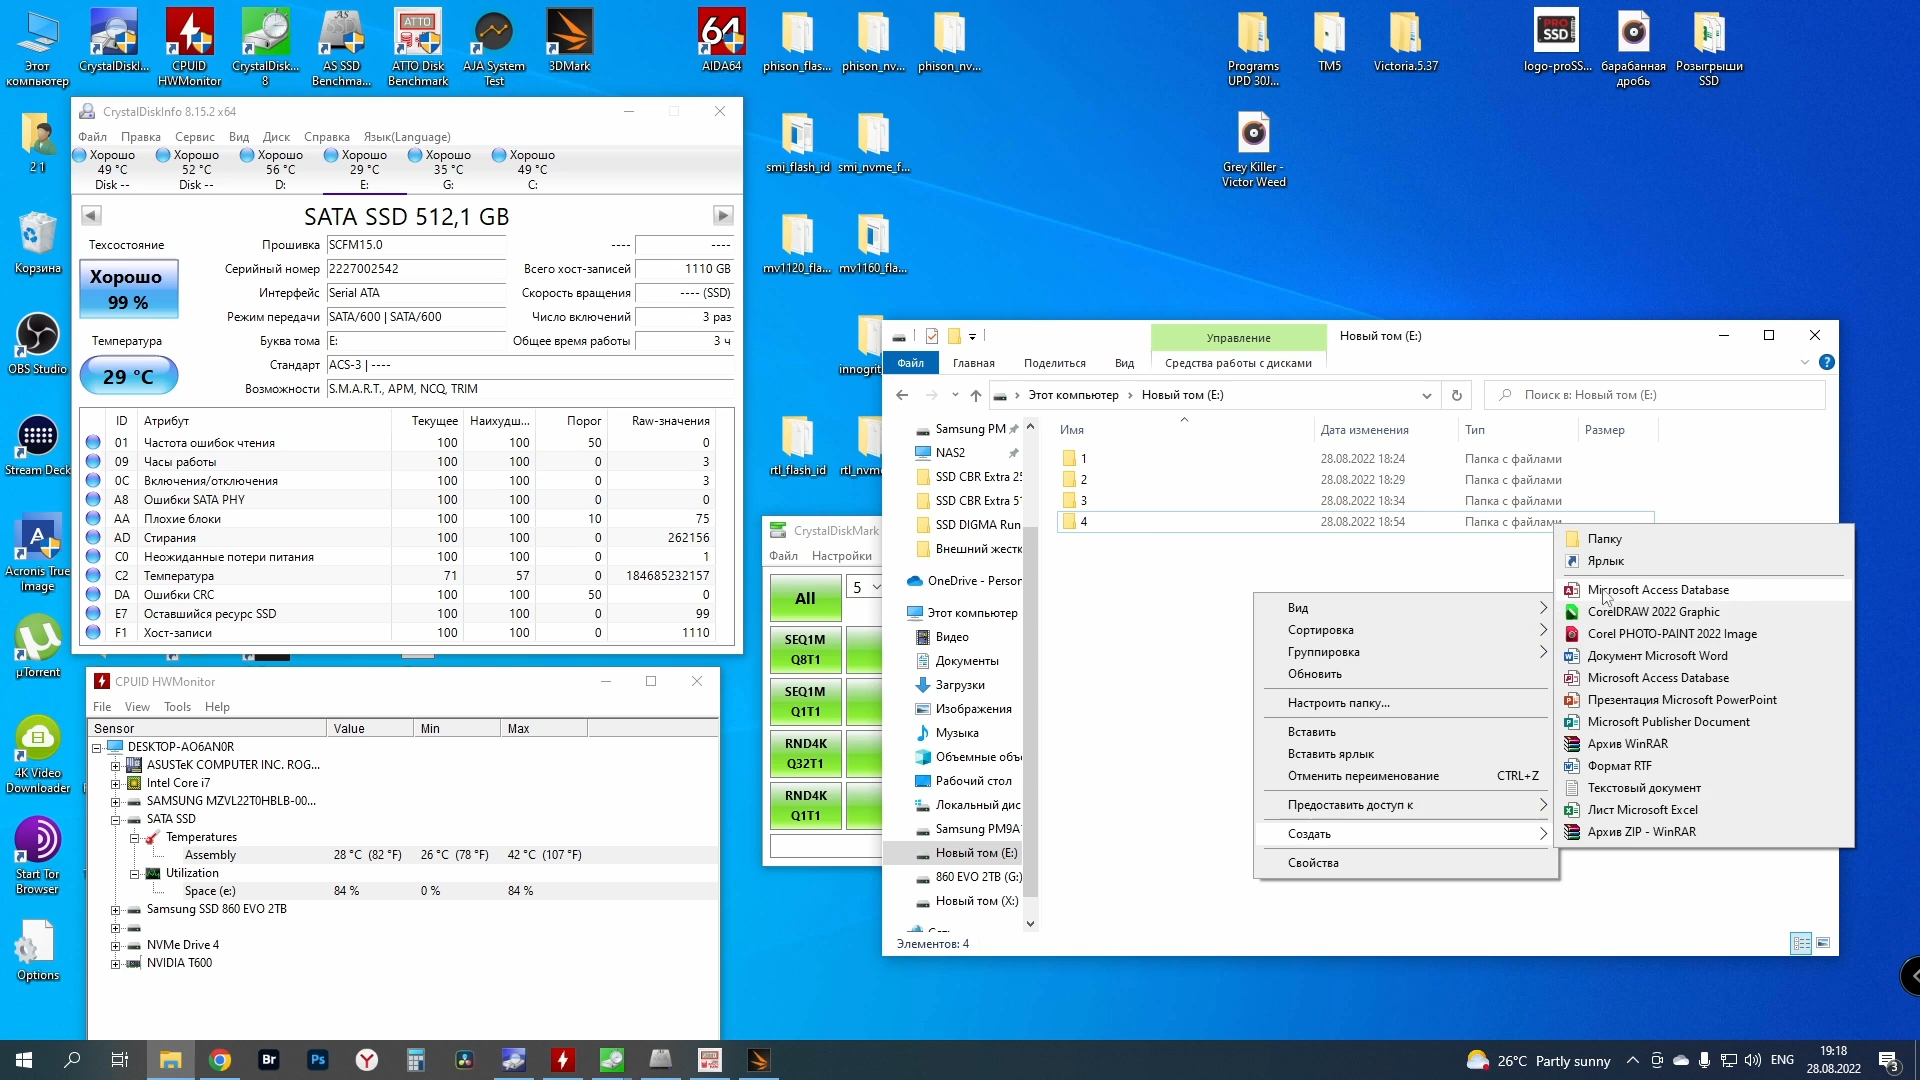 Этот
компьютер
CrystalDiskI...
CPUID
HWMonitor
CrystalDisk...
8
AS SSD
Benchma...
ATTO Disk
Benchmark
AJA System
Test
3DMark
64
AIDA64
phison_flas...
phison_nv...
phison_nv...
Programs
UPD 30J...
TM5
Victoria.5.37
PRO
SSD
logo-proSS...
барабанная
дробь
Розыгрыши
SSD
2 1
Корзина
OBS Studio
Stream Deck
Acronis True
Image
µTorrent
4K Video
Downloader
Start Tor
Browser
Options
smi_flash_id
smi_nvme_f...
mv1120_fla...
mv1160_fla...
innogrit
rtl_flash_id
rtl_nvme
Grey Killer -
Victor Weed
CrystalDiskInfo 8.15.2 x64
Файл Правка Сервис Вид Диск Справка Язык(Language)
Хорошо Хорошо Хорошо Хорошо Хорошо Хорошо
49 °C 52 °C 56 °C 29 °C 35 °C 49 °C
Disk -- Disk -- D: E: G: C:
SATA SSD 512,1 GB
Техсостояние
Хорошо
99 %
Температура
29 °C
Прошивка SCFM15.0 ---- ----
Серийный номер 2227002542 Всего хост-записей 1110 GB
Интерфейс Serial ATA Скорость вращения ---- (SSD)
Режим передачи SATA/600 | SATA/600 Число включений 3 раз
Буква тома E: Общее время работы 3 ч
Стандарт ACS-3 | ----
Возможности S.M.A.R.T., APM, NCQ, TRIM
ID Атрибут Текущее Наихудш... Порог Raw-значения
01 Частота ошибок чтения 100 100 50 0
09 Часы работы 100 100 0 3
0C Включения/отключения 100 100 0 3
A8 Ошибки SATA PHY 100 100 0 0
AA Плохие блоки 100 100 10 75
AD Стирания 100 100 0 262156
C0 Неожиданные потери питания 100 100 0 1
C2 Температура 71 57 0 184685232157
DA Ошибки CRC 100 100 50 0
E7 Оставшийся ресурс SSD 100 100 0 99
F1 Хост-записи 100 100 0 1110
CPUID HWMonitor
File View Tools Help
Sensor Value Min Max
DESKTOP-AO6AN0R
ASUSTeK COMPUTER INC. ROG...
Intel Core i7
SAMSUNG MZVL22T0HBLB-00...
SATA SSD
Temperatures
Assembly 28 °C (82 °F) 26 °C (78 °F) 42 °C (107 °F)
Utilization
Space (e:) 84 % 0 % 84 %
Samsung SSD 860 EVO 2TB
NVMe Drive 4
NVIDIA T600
CrystalDiskMark
Файл Настройки
All
5
SEQ1M
Q8T1
SEQ1M
Q1T1
RND4K
Q32T1
RND4K
Q1T1
Управление
Новый том (E:)
Файл Главная Поделиться Вид Средства работы с дисками
Этот компьютер Новый том (E:)
Поиск в: Новый том (E:)
Samsung PM
NAS2
SSD CBR Extra 25
SSD CBR Extra 51
SSD DIGMA Run
Внешний жестк
OneDrive - Person
Этот компьютер
Видео
Документы
Загрузки
Изображения
Музыка
Объемные объ
Рабочий стол
Локальный дис
Samsung PM9A
Новый том (E:)
860 EVO 2TB (G:)
Новый том (X:)
Имя Дата изменения Тип Размер
1 28.08.2022 18:24 Папка с файлами
2 28.08.2022 18:29 Папка с файлами
3 28.08.2022 18:34 Папка с файлами
4 28.08.2022 18:54 Папка с файлами
Элементов: 4
Вид
Сортировка
Группировка
Обновить
Настроить папку...
Вставить
Вставить ярлык
Отменить переименование CTRL+Z
Предоставить доступ к
Создать
Свойства
Папку
Ярлык
Microsoft Access Database
CorelDRAW 2022 Graphic
Corel PHOTO-PAINT 2022 Image
Документ Microsoft Word
Microsoft Access Database
Презентация Microsoft PowerPoint
Microsoft Publisher Document
Архив WinRAR
Формат RTF
Текстовый документ
Лист Microsoft Excel
Архив ZIP - WinRAR
Br
Ps
26°C Partly sunny
ENG
19:18
28.08.2022
3